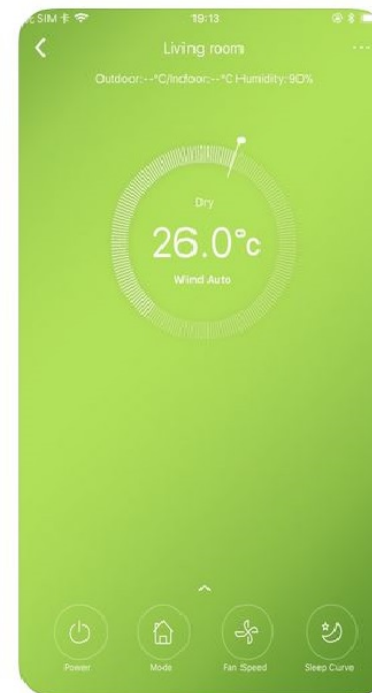 SIM 19:13
Living room
Outdoor:--°C/Indoor:--°C Humidity:90%
Dry
26.0°c
Wind Auto
Power Mode Fan Speed Sleep Curve